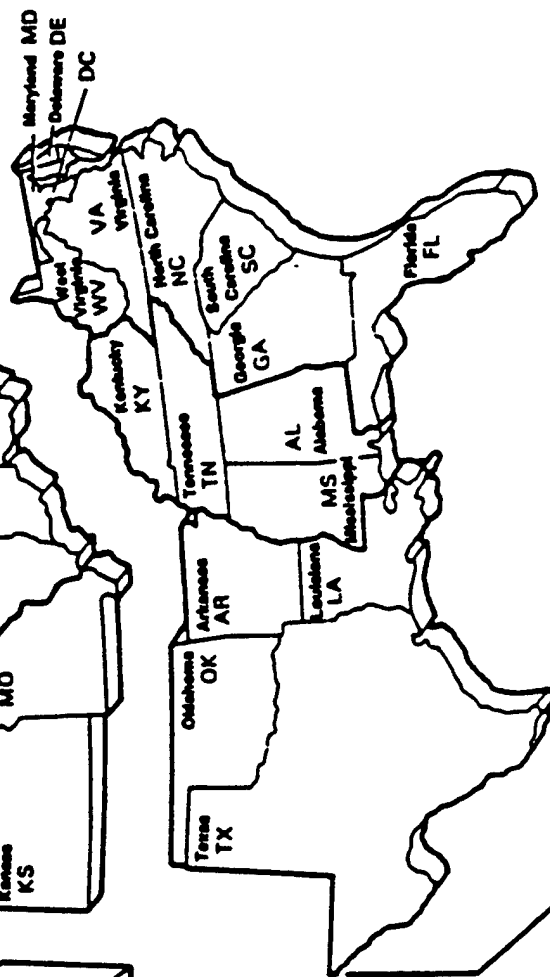 Maryland MD
Delaware DE
DC
VA
Virginia
West
Virginia
WV
North Carolina
NC
South
Carolina
SC
Kentucky
KY
Georgia
GA
Florida
FL
Tennessee
TN
AL
Alabama
MS
Mississippi
Arkansas
AR
Louisiana
LA
Oklahoma
OK
Texas
TX
MO
Kansas
KS